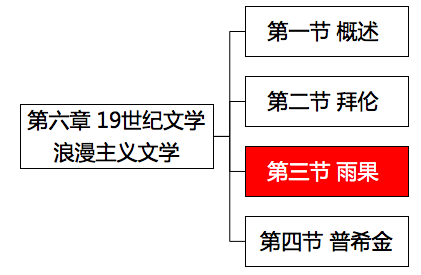 第六章 19世纪文学
浪漫主义文学
第一节 概述
第二节 拜伦
第三节 雨果
第四节 普希金